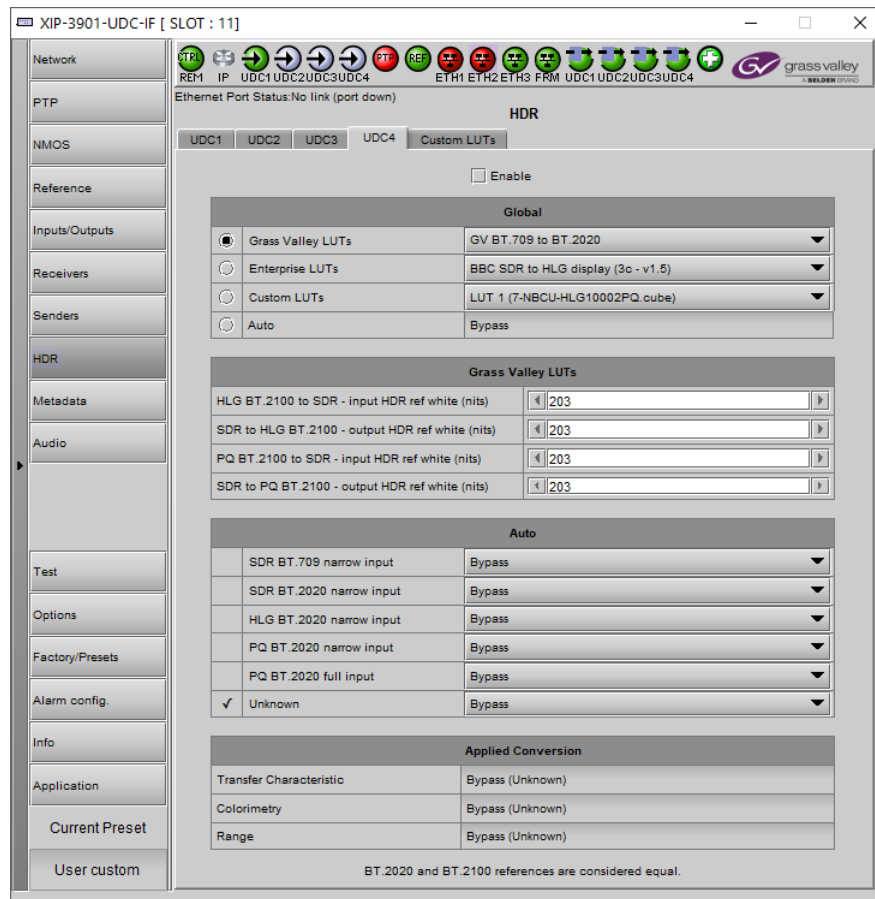 XIP-3901-UDC-IF [ SLOT : 11]
Network
PTP
NMOS
Reference
Inputs/Outputs
Receivers
Senders
HDR
Metadata
Audio
Test
Options
Factory/Presets
Alarm config.
Info
Application
Current Preset
User custom
CTRL PTP REF
REM IP UDC1 UDC2 UDC3 UDC4 ETH1 ETH2 ETH3 FRM UDC1 UDC2 UDC3 UDC4
GV grass valley
A BELDEN BRAND
Ethernet Port Status:No link (port down)
HDR
UDC1 UDC2 UDC3 UDC4 Custom LUTs
Enable
Global
Grass Valley LUTs GV BT.709 to BT.2020
Enterprise LUTs BBC SDR to HLG display (3c - v1.5)
Custom LUTs LUT 1 (7-NBCU-HLG10002PQ.cube)
Auto Bypass
Grass Valley LUTs
HLG BT.2100 to SDR - input HDR ref white (nits) 203
SDR to HLG BT.2100 - output HDR ref white (nits) 203
PQ BT.2100 to SDR - input HDR ref white (nits) 203
SDR to PQ BT.2100 - output HDR ref white (nits) 203
Auto
SDR BT.709 narrow input Bypass
SDR BT.2020 narrow input Bypass
HLG BT.2020 narrow input Bypass
PQ BT.2020 narrow input Bypass
PQ BT.2020 full input Bypass
✓ Unknown Bypass
Applied Conversion
Transfer Characteristic Bypass (Unknown)
Colorimetry Bypass (Unknown)
Range Bypass (Unknown)
BT.2020 and BT.2100 references are considered equal.